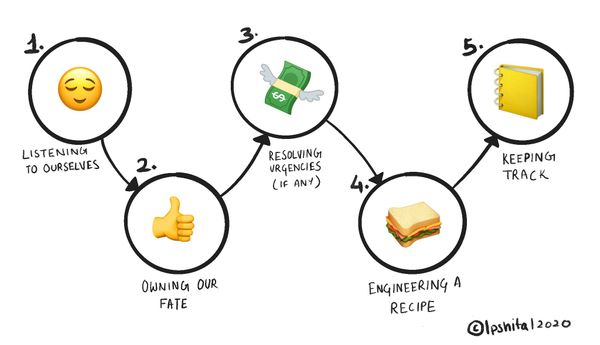 1.
LISTENING
TO OURSELVES
2.
OWNING OUR
FATE
3.
RESOLVING
URGENCIES
(IF ANY)
4.
ENGINEERING A
RECIPE
5.
KEEPING
TRACK
©Ipshita|2020